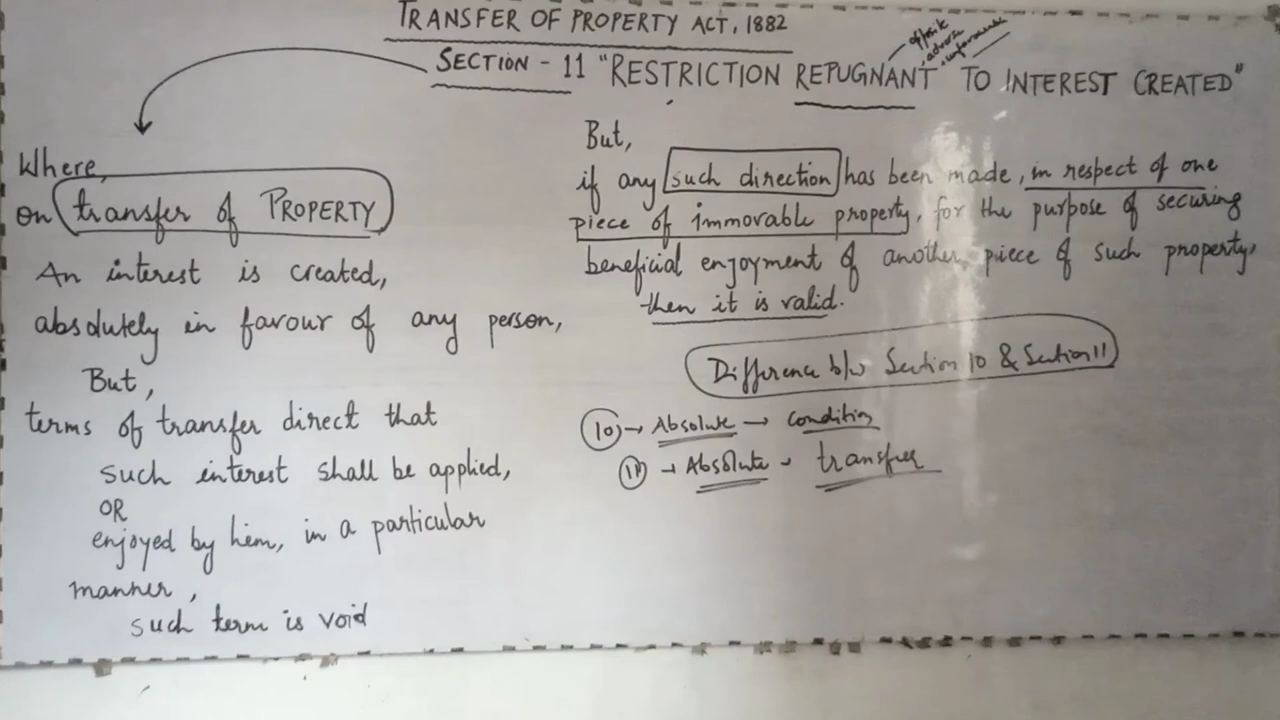 TRANSFER OF PROPERTY ACT, 1882
SECTION - 11 "RESTRICTION REPUGNANT TO INTEREST CREATED"
Where,
on transfer of PROPERTY
An interest is created,
absolutely in favour of any person,
But,
terms of transfer direct that
such interest shall be applied,
OR
enjoyed by him, in a particular
manner,
such term is void
But,
if any such direction has been made, in respect of one
piece of immovable property, for the purpose of securing
beneficial enjoyment of another piece of such property,
then it is valid.
Difference b/w Section 10 & Section 11
10 → Absolute → Condition
11 → Absolute - transfer